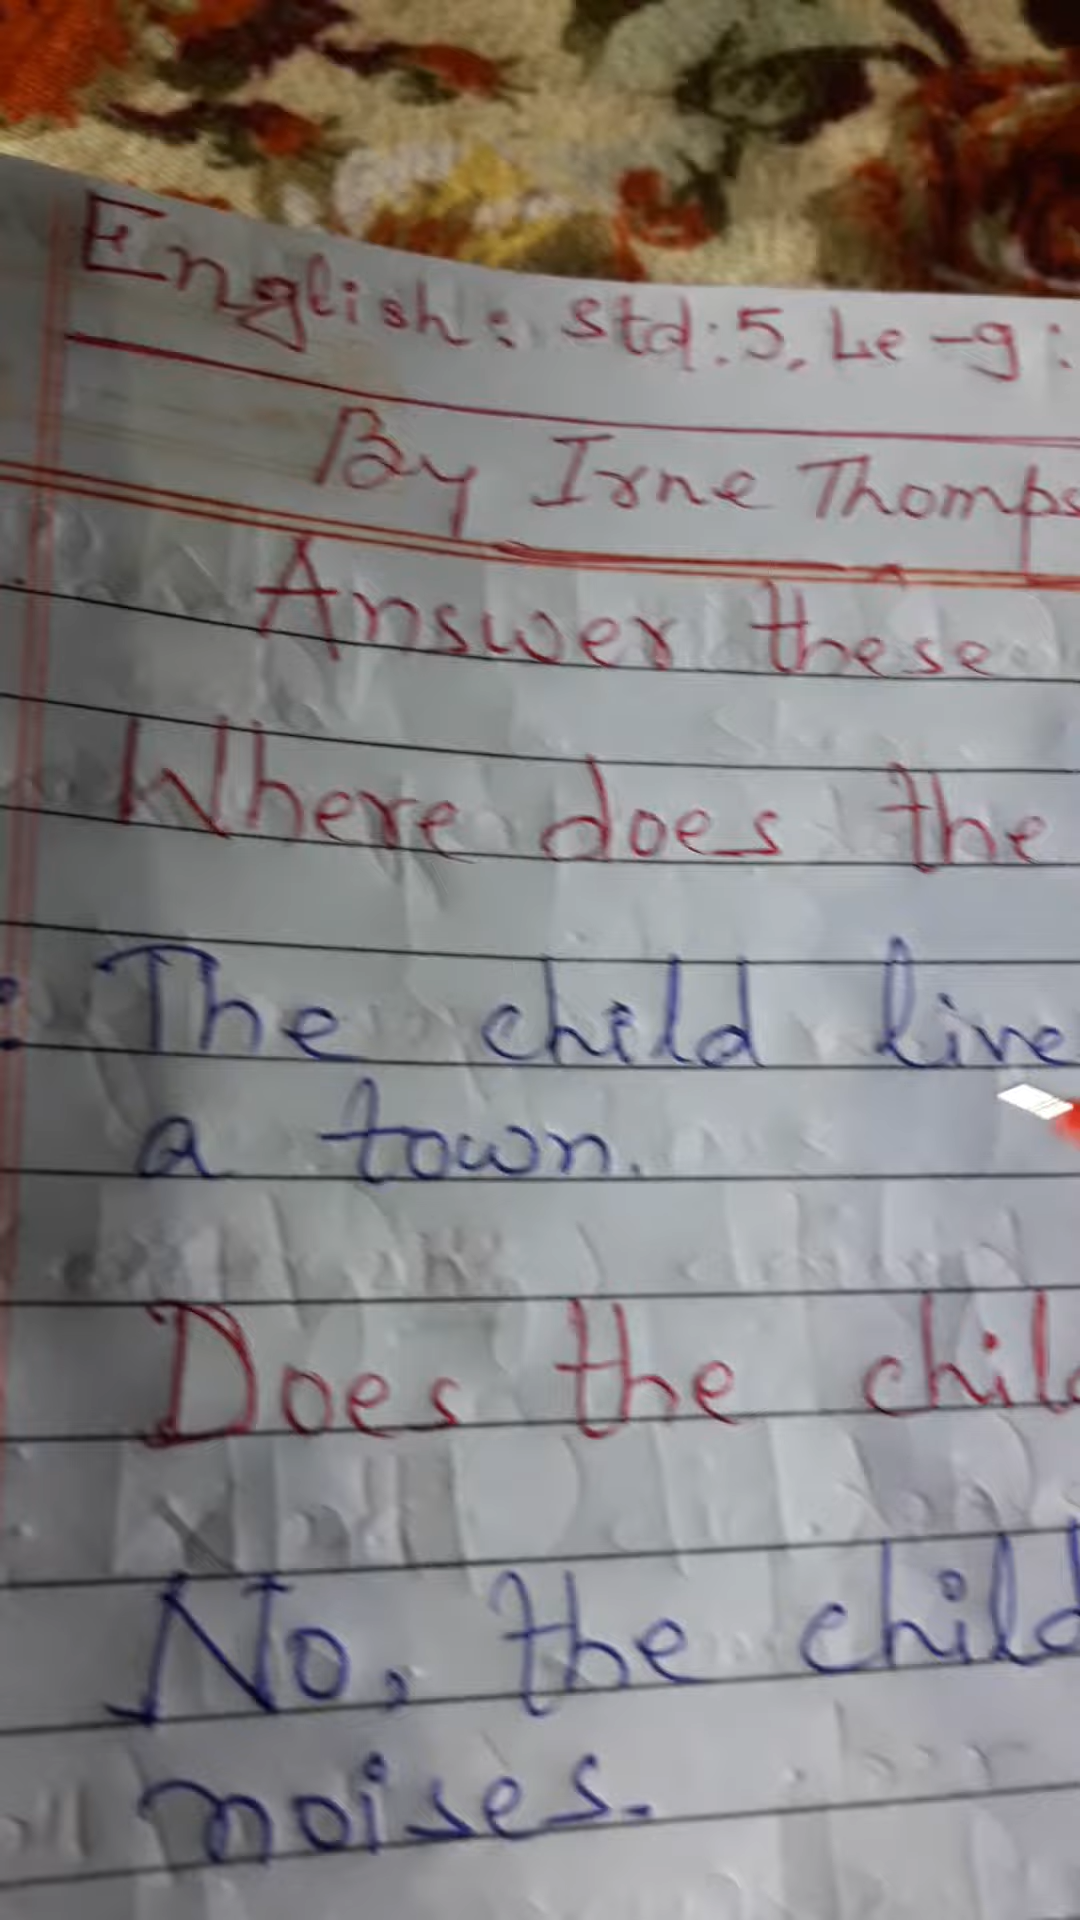 English: Std: 5, Le-9:
By Irne Thomps
Answer these
Where does the
: The child live
a town.
Does the chil
No, the child
noises.